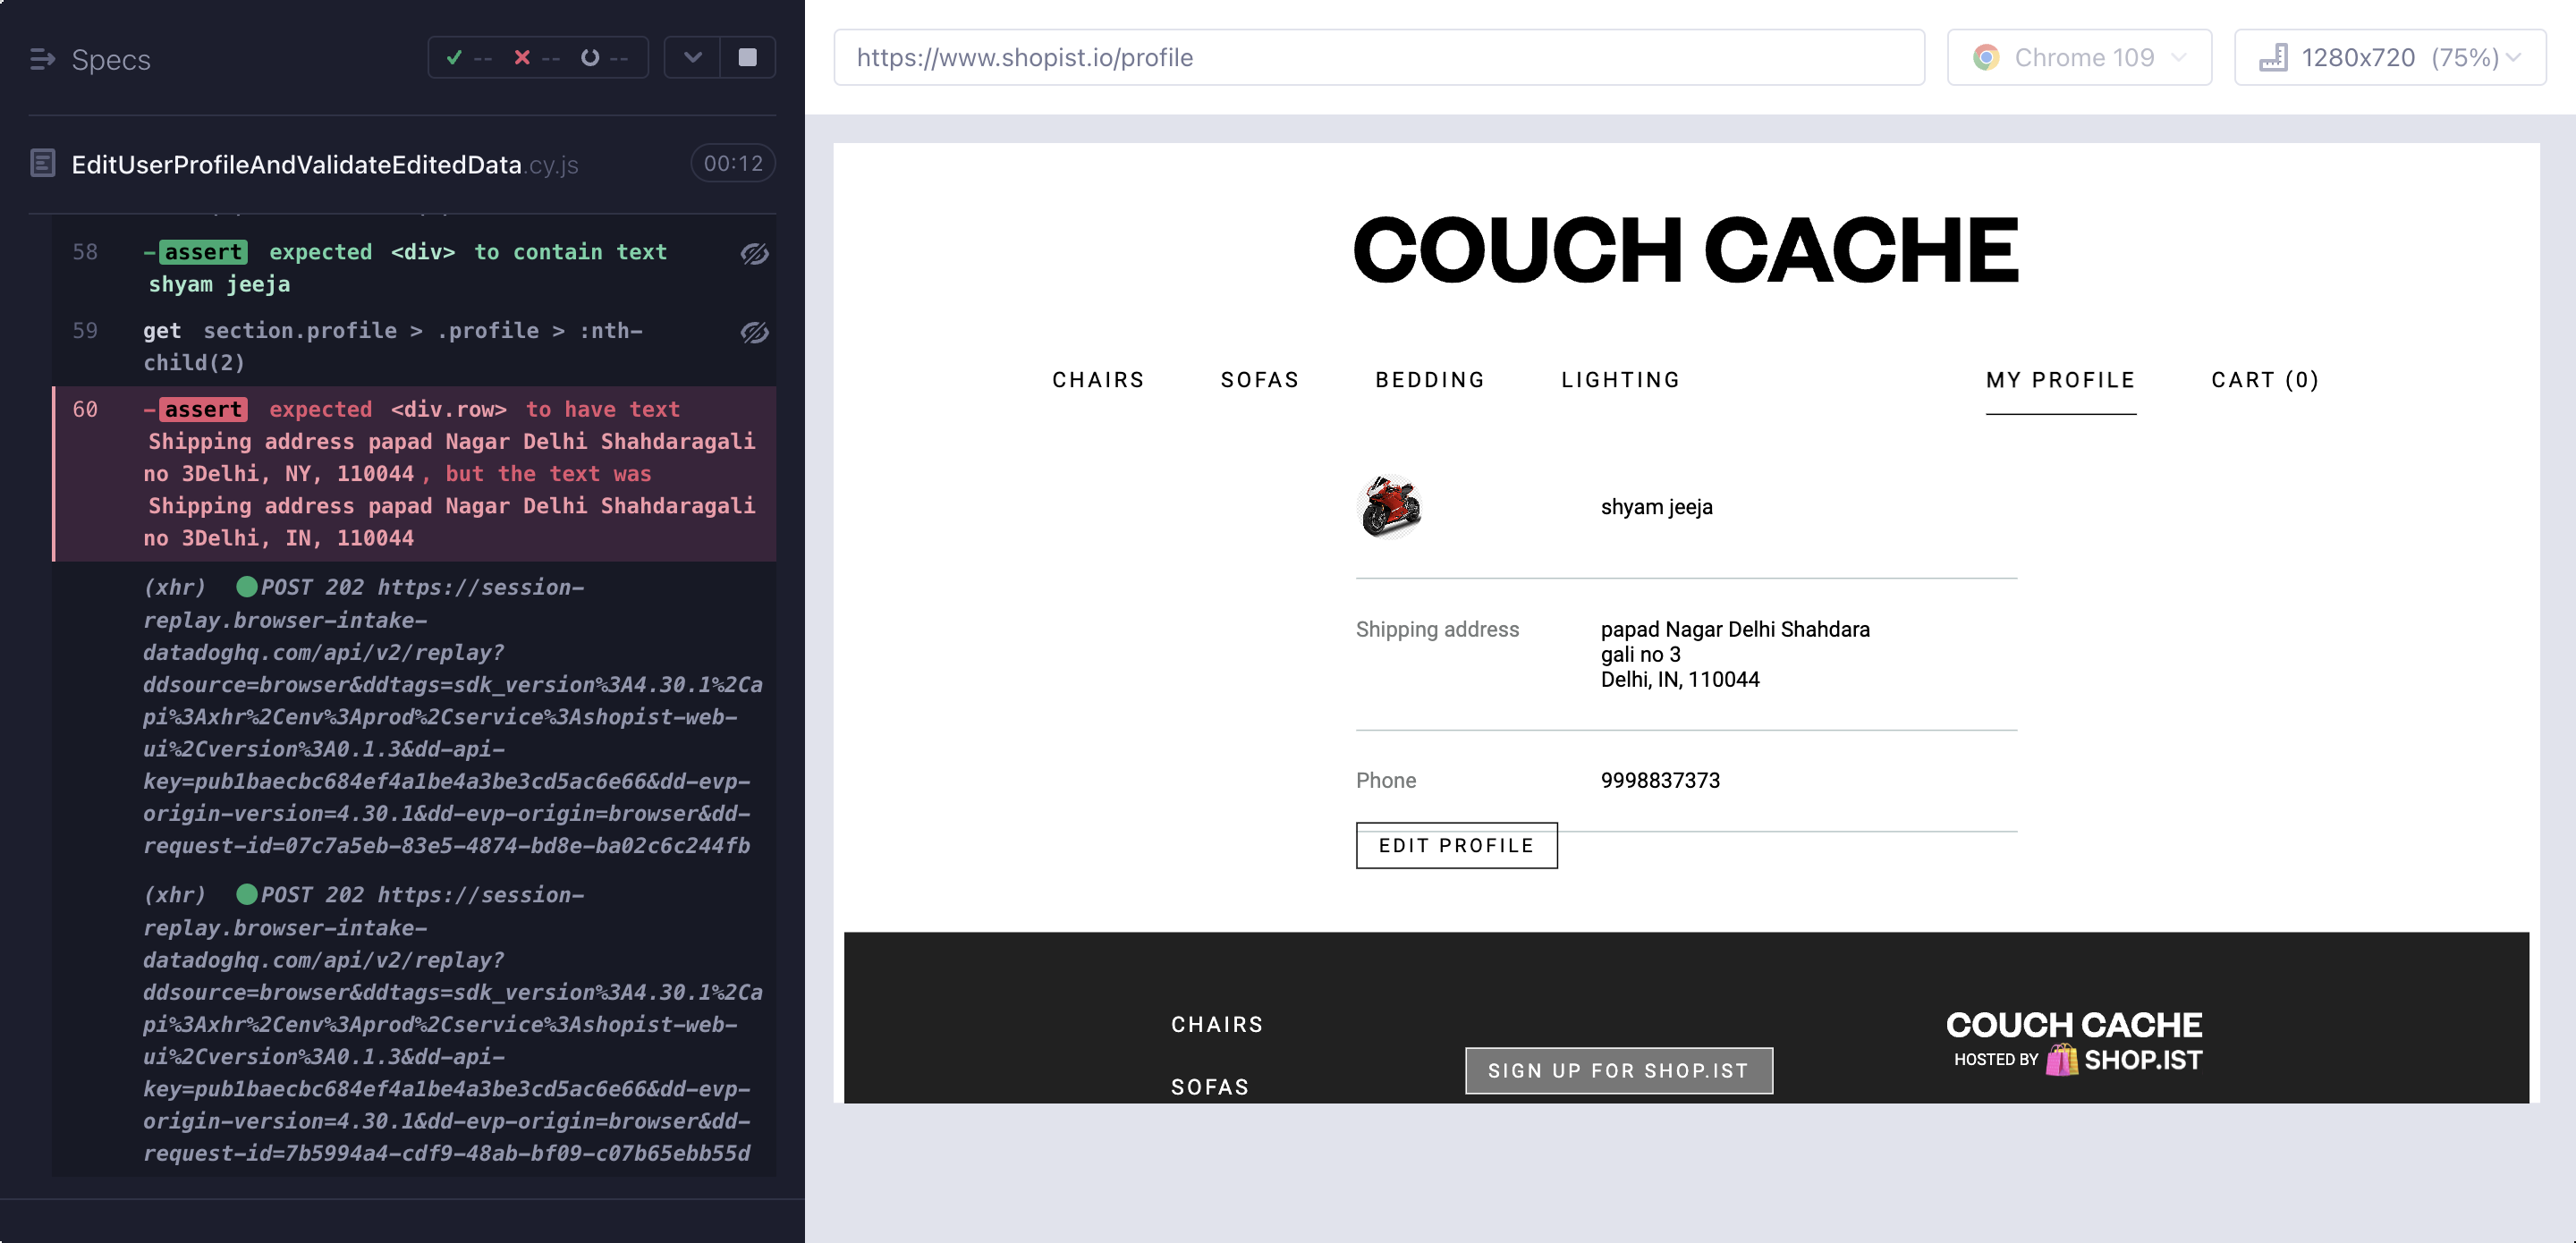 Specs
-- -- --
https://www.shopist.io/profile
Chrome 109
1280x720 (75%)
EditUserProfileAndValidateEditedData.cy.js
00:12
58 -assert expected <div> to contain text
shyam jeeja
59 get section.profile > .profile > :nth-
child(2)
60 -assert expected <div.row> to have text
Shipping address papad Nagar Delhi Shahdaragali
no 3Delhi, NY, 110044, but the text was
Shipping address papad Nagar Delhi Shahdaragali
no 3Delhi, IN, 110044
(xhr) POST 202 https://session-
replay.browser-intake-
datadoghq.com/api/v2/replay?
ddsource=browser&ddtags=sdk_version%3A4.30.1%2Ca
pi%3Axhr%2Cenv%3Aprod%2Cservice%3Ashopist-web-
ui%2Cversion%3A0.1.3&dd-api-
key=pub1baecbc684ef4a1be4a3be3cd5ac6e66&dd-evp-
origin-version=4.30.1&dd-evp-origin=browser&dd-
request-id=07c7a5eb-83e5-4874-bd8e-ba02c6c244fb
(xhr) POST 202 https://session-
replay.browser-intake-
datadoghq.com/api/v2/replay?
ddsource=browser&ddtags=sdk_version%3A4.30.1%2Ca
pi%3Axhr%2Cenv%3Aprod%2Cservice%3Ashopist-web-
ui%2Cversion%3A0.1.3&dd-api-
key=pub1baecbc684ef4a1be4a3be3cd5ac6e66&dd-evp-
origin-version=4.30.1&dd-evp-origin=browser&dd-
request-id=7b5994a4-cdf9-48ab-bf09-c07b65ebb55d
COUCH CACHE
CHAIRS SOFAS BEDDING LIGHTING MY PROFILE CART (0)
shyam jeeja
Shipping address papad Nagar Delhi Shahdara
gali no 3
Delhi, IN, 110044
Phone 9998837373
EDIT PROFILE
CHAIRS
SOFAS
SIGN UP FOR SHOP.IST
COUCH CACHE
HOSTED BY SHOP.IST